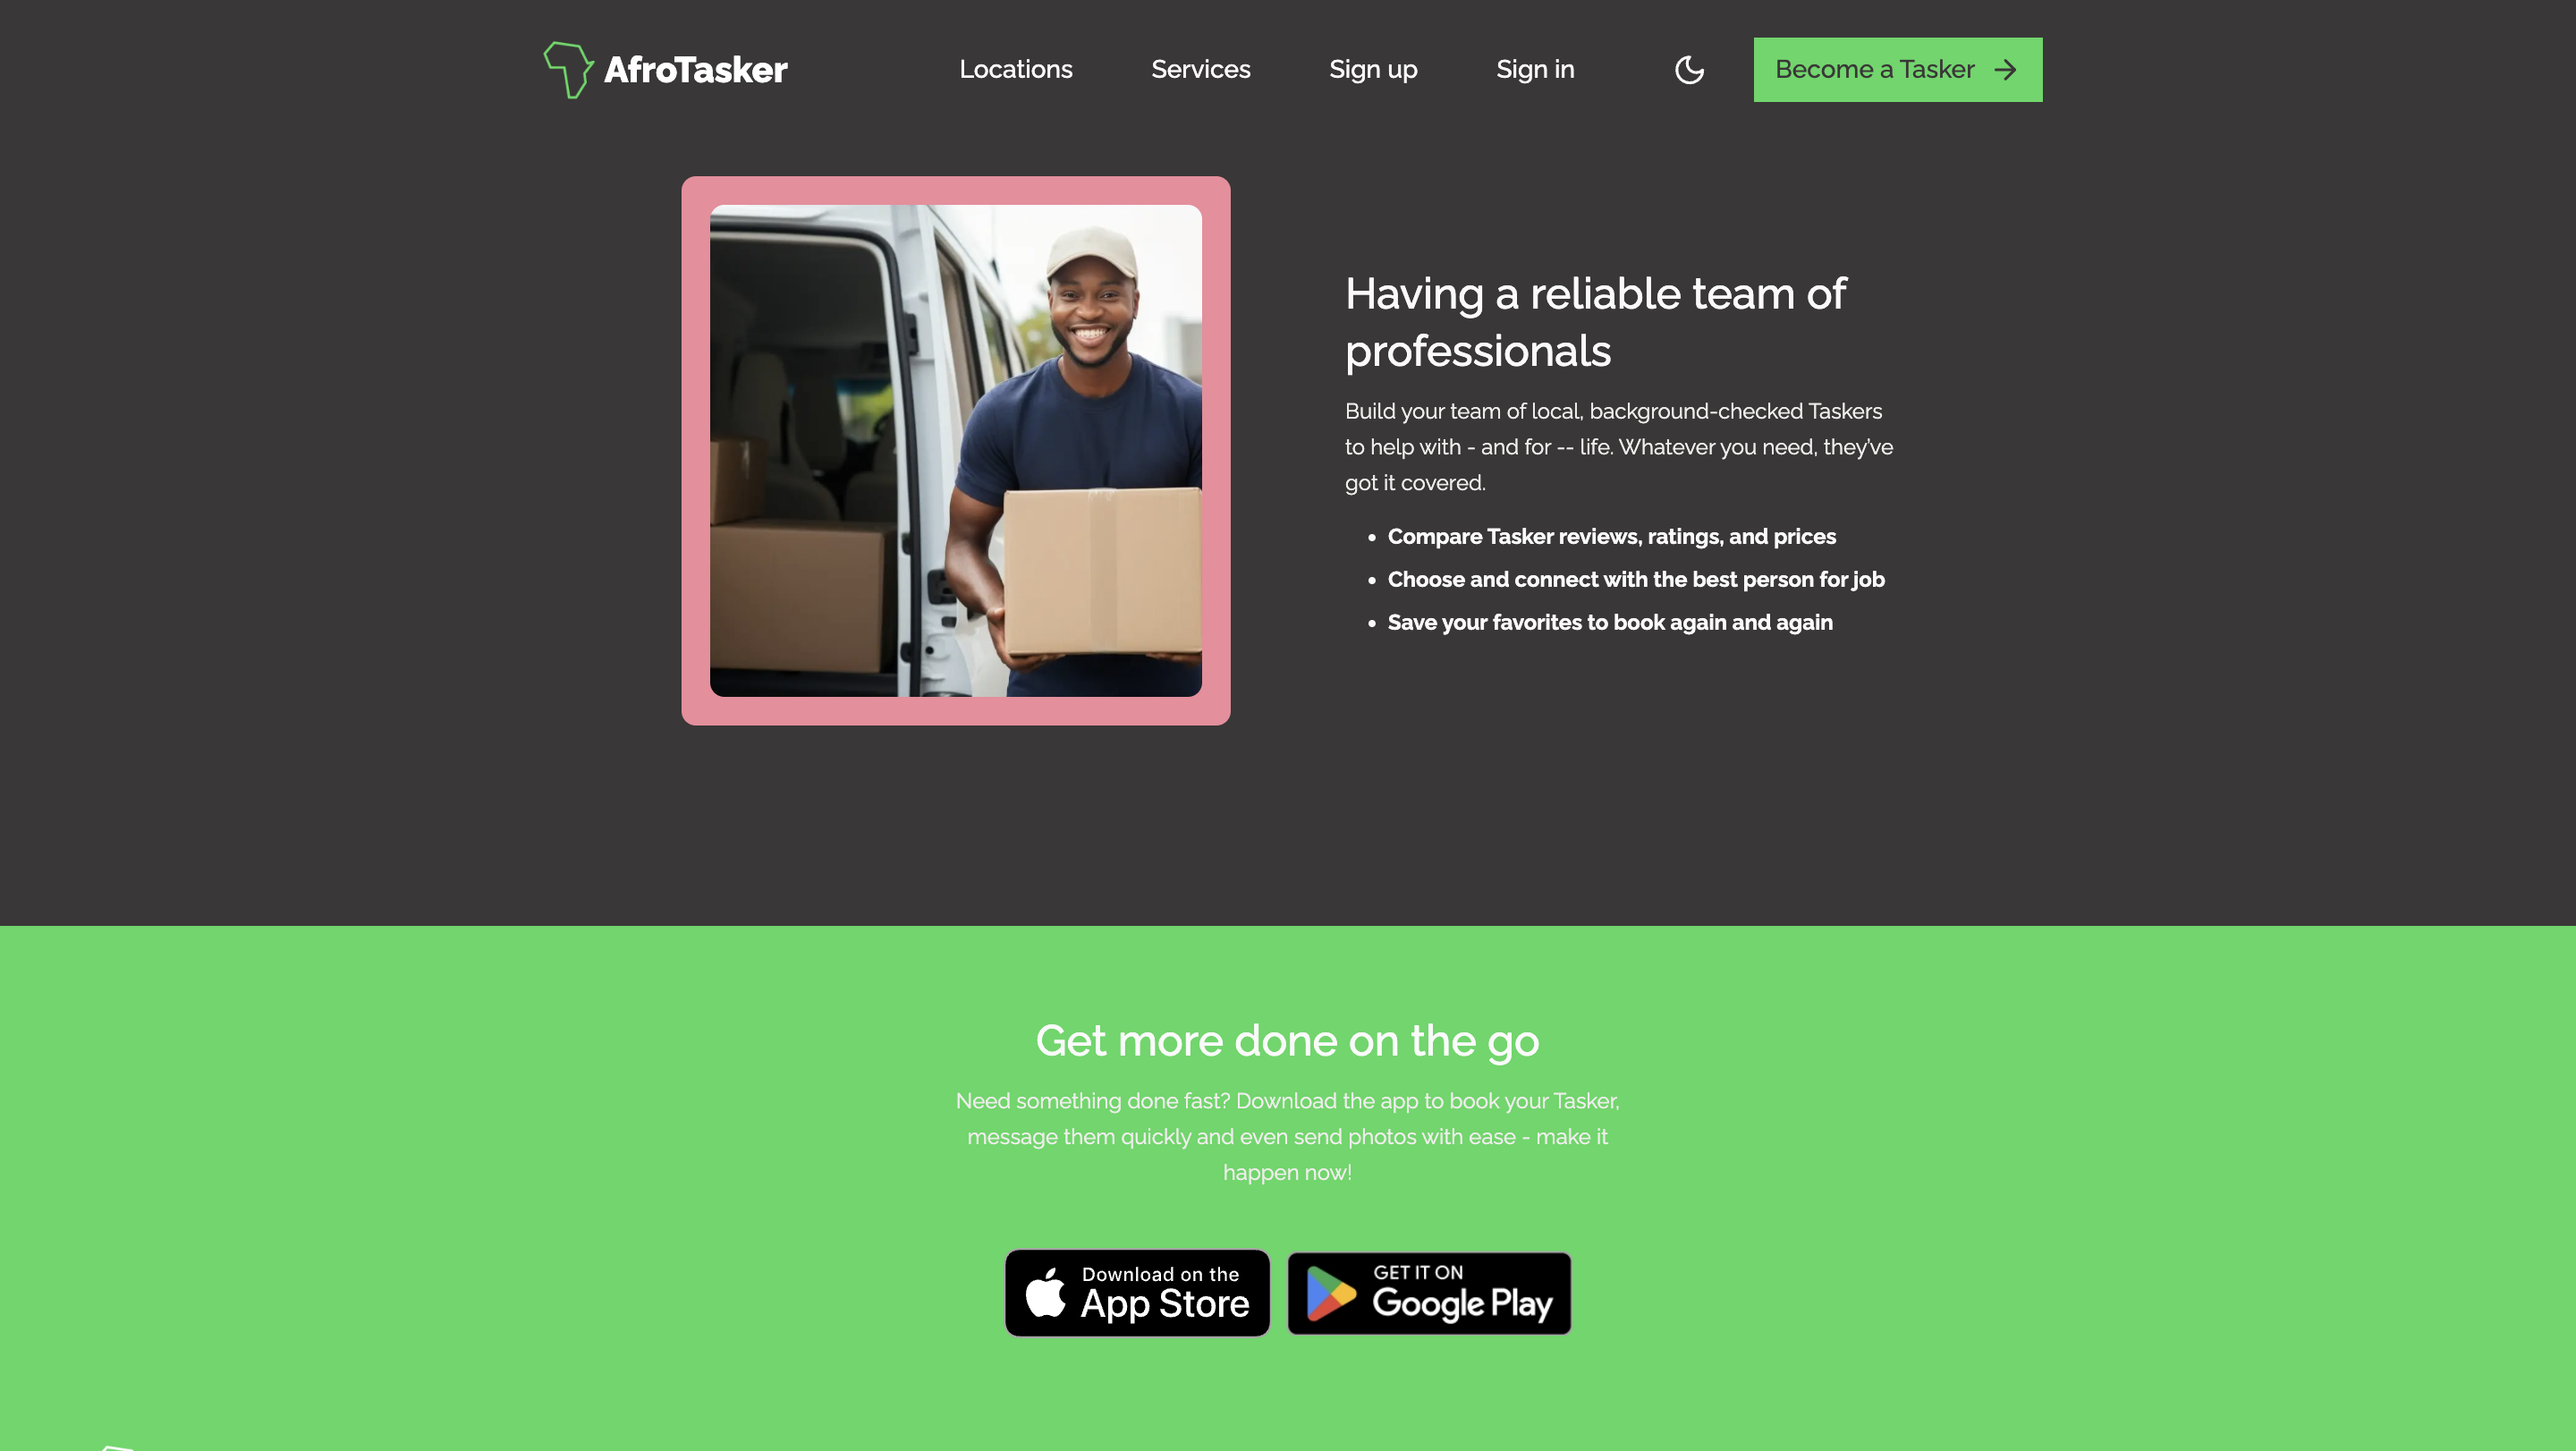 AfroTasker
Locations
Services
Sign up
Sign in
Become a Tasker
Having a reliable team of
professionals
Build your team of local, background-checked Taskers
to help with - and for -- life. Whatever you need, they've
got it covered.
• Compare Tasker reviews, ratings, and prices
• Choose and connect with the best person for job
• Save your favorites to book again and again
Get more done on the go
Need something done fast? Download the app to book your Tasker,
message them quickly and even send photos with ease - make it
happen now!
Download on the
App Store
GET IT ON
Google Play